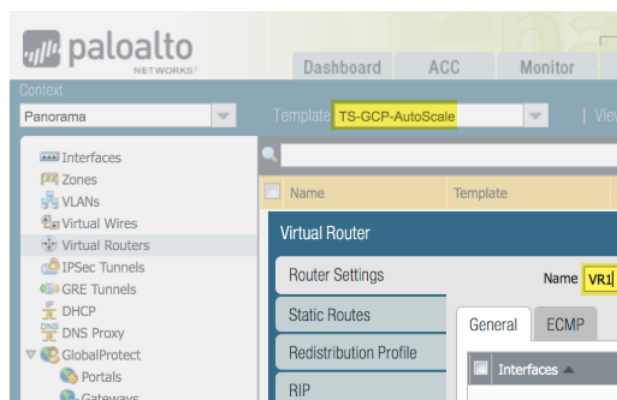 paloalto
NETWORKS
Dashboard ACC Monitor
Context
Panorama
Template TS-GCP-AutoScale
Interfaces
Zones
VLANs
Virtual Wires
Virtual Routers
IPSec Tunnels
GRE Tunnels
DHCP
DNS Proxy
GlobalProtect
Portals
Gateways
Name Template
Virtual Router
Router Settings
Static Routes
Redistribution Profile
RIP
Name VR1
General ECMP
Interfaces